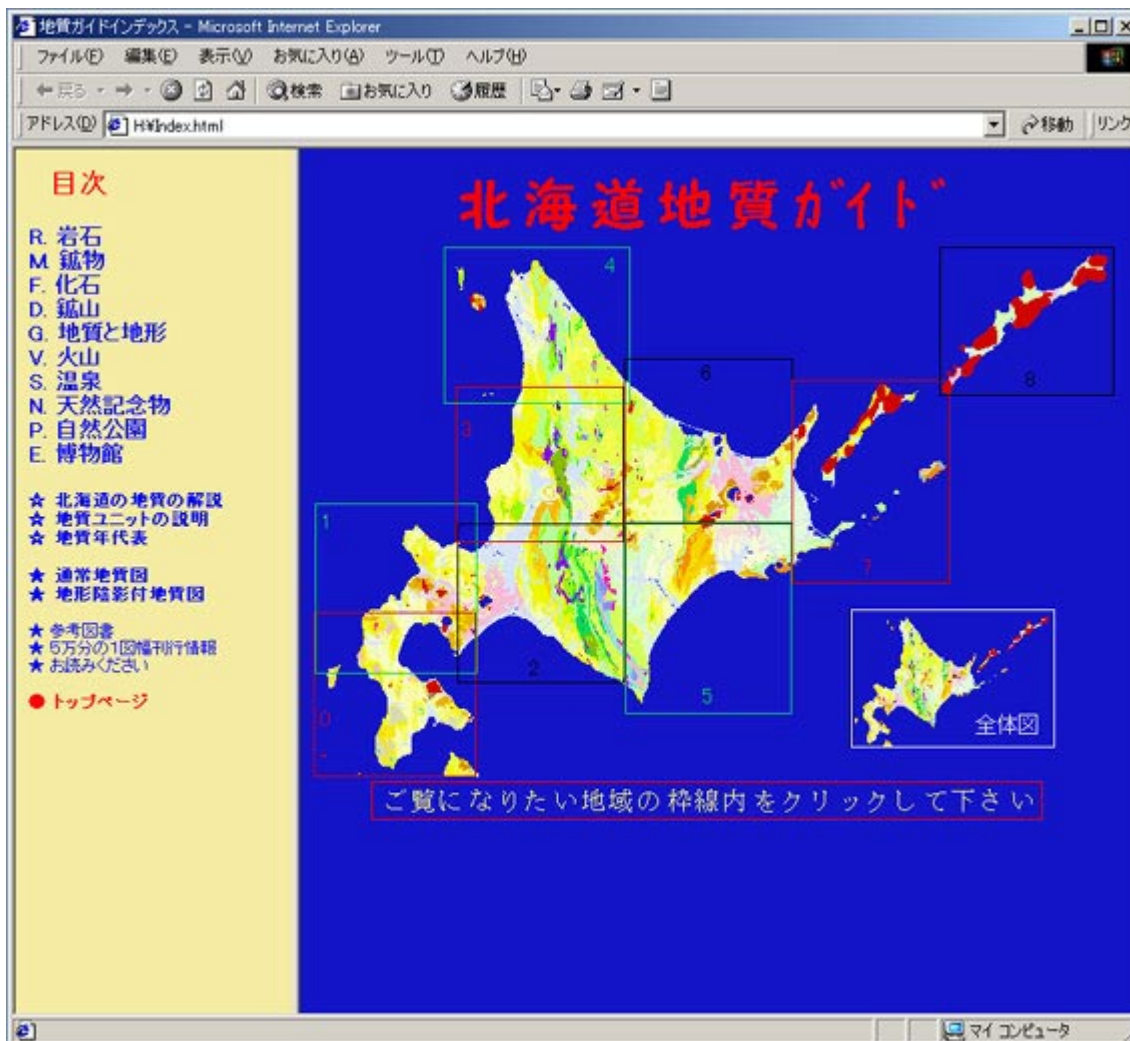 地質ガイドインデックス - Microsoft Internet Explorer
ファイル(F) 編集(E) 表示(V) お気に入り(A) ツール(T) ヘルプ(H)
戻る 検索 お気に入り 履歴
アドレス(D) H:¥Index.html 移動 リンク
目次
R. 岩石
M. 鉱物
F. 化石
D. 鉱山
G. 地質と地形
V. 火山
S. 温泉
N. 天然記念物
P. 自然公園
E. 博物館
☆ 北海道の地質の解説
☆ 地質ユニットの説明
☆ 地質年代表
★ 通常地質図
★ 地形陰影付地質図
★ 参考図書
★ 5万分の1図幅刊行情報
★ お読みください
● トップページ
北海道地質ガイド
4
6
8
3
1
7
2
5
0
全体図
ご覧になりたい地域の枠線内をクリックして下さい
マイ コンピュータ